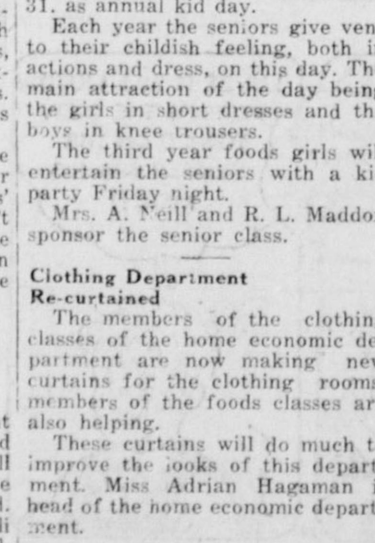 31. as annual kid day.
Each year the seniors give ven
to their childish feeling, both i
actions and dress, on this day. Th
main attraction of the day bein
the girls in short dresses and th
boys in knee trousers.
The third year foods girls wi
entertain the seniors with a ki
party Friday night.
Mrs. A. Neill and R. L. Maddo
sponsor the senior class.
Clothing Department
Re-curtained
The members of the clothin
classes of the home economic de
partment are now making nev
curtains for the clothing rooms
members of the foods classes ar
also helping.
These curtains will do much t
improve the looks of this depart
ment. Miss Adrian Hagaman i
head of the home economic depart
ment.